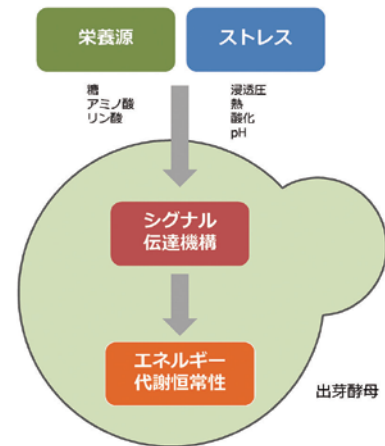 栄養源
ストレス
糖
アミノ酸
リン酸
浸透圧
熱
酸化
pH
シグナル
伝達機構
エネルギー
代謝恒常性
出芽酵母